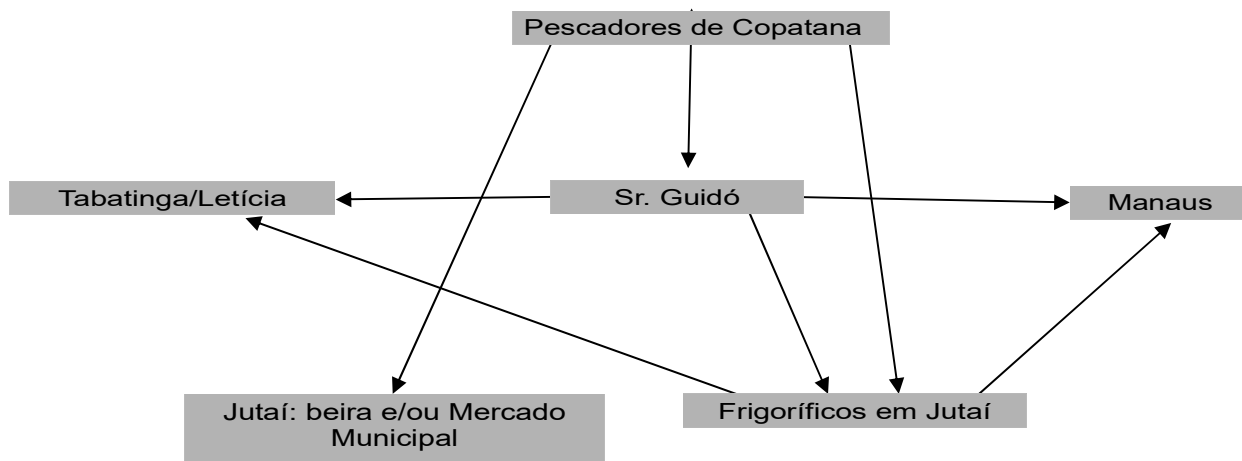 Pescadores de Copatana
Tabatinga/Letícia
Sr. Guidó
Manaus
Jutaí: beira e/ou Mercado
Municipal
Frigoríficos em Jutaí